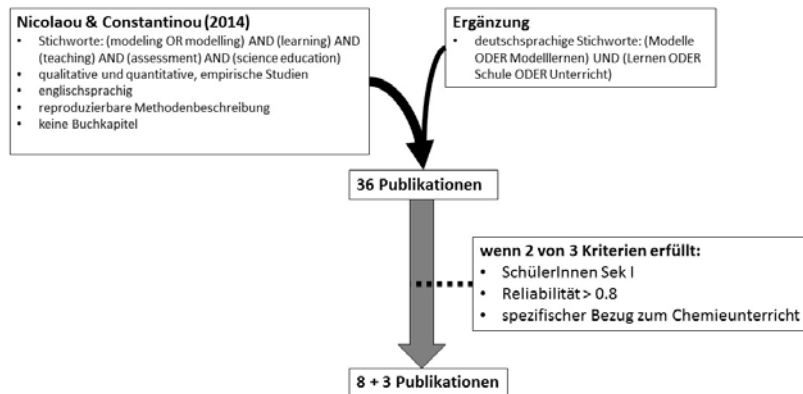 Nicolaou & Constantinou (2014)
• Stichworte: (modeling OR modelling) AND (learning) AND
(teaching) AND (assessment) AND (science education)
• qualitative und quantitative, empirische Studien
• englischsprachig
• reproduzierbare Methodenbeschreibung
• keine Buchkapitel
Ergänzung
• deutschsprachige Stichworte: (Modelle
ODER Modelllernen) UND (Lernen ODER
Schule ODER Unterricht)
36 Publikationen
wenn 2 von 3 Kriterien erfüllt:
• SchülerInnen Sek I
• Reliabilität > 0.8
• spezifischer Bezug zum Chemieunterricht
8 + 3 Publikationen